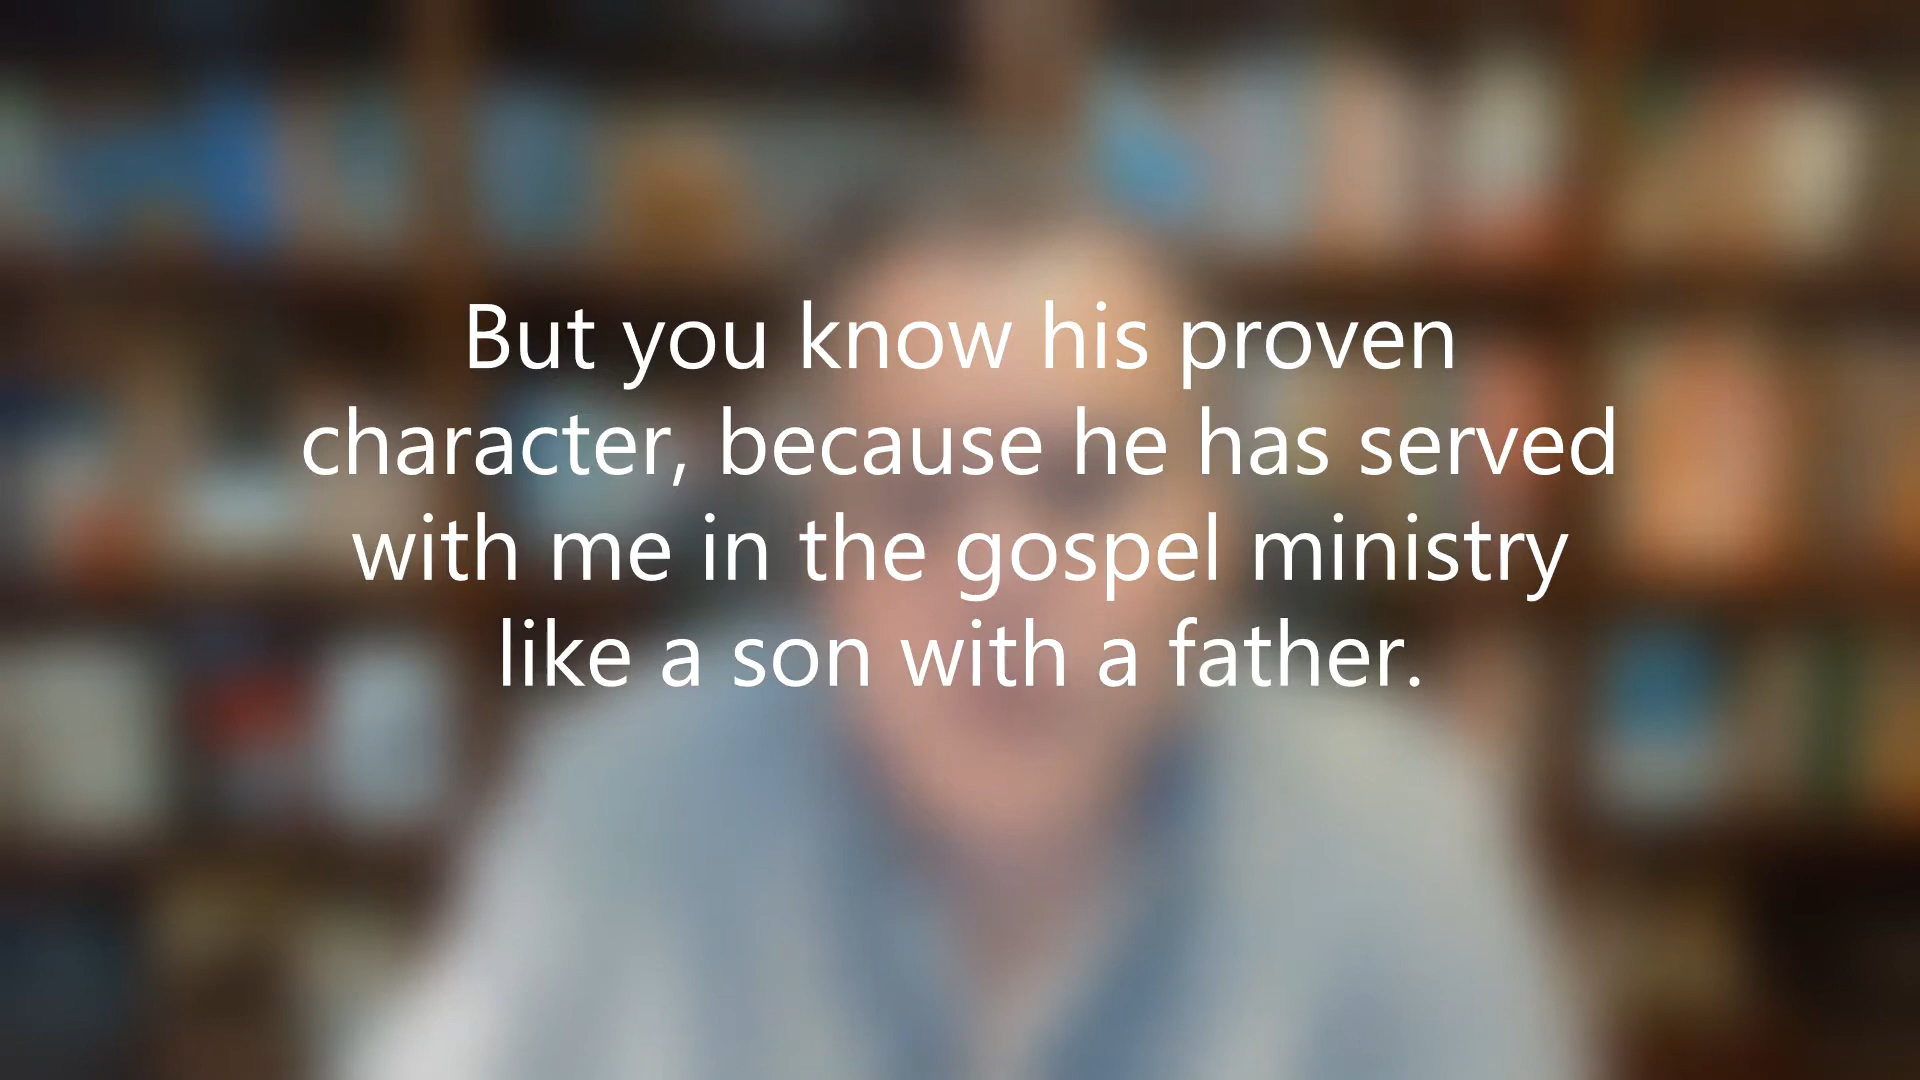 But you know his proven
character, because he has served
with me in the gospel ministry
like a son with a father.